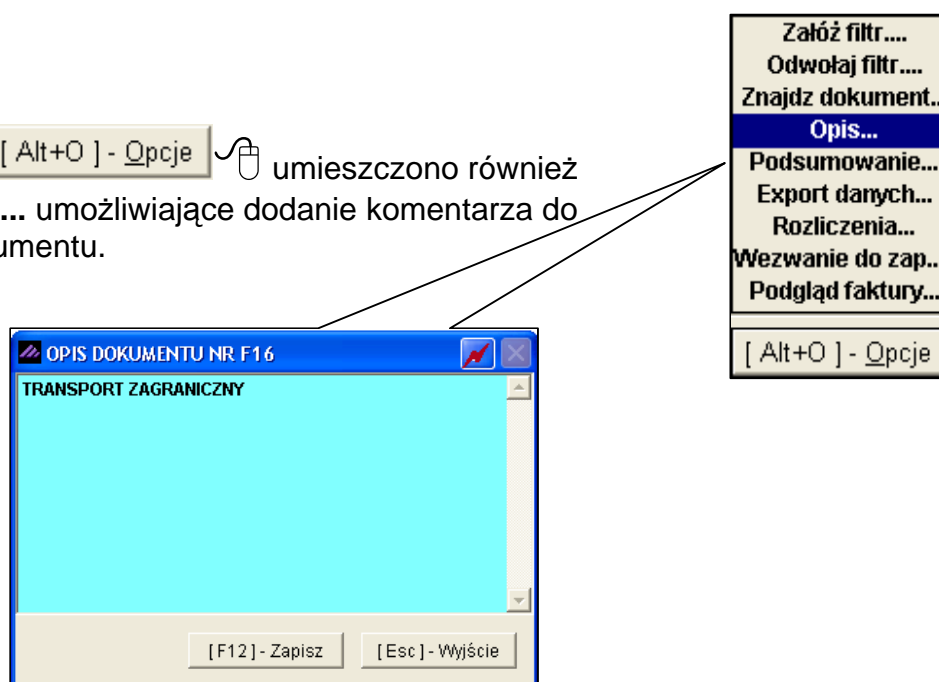 [ Alt+O ] - Opcje umieszczono również
... umożliwiające dodanie komentarza do
umentu.
Załóż filtr....
Odwołaj filtr....
Znajdz dokument..
Opis...
Podsumowanie...
Export danych...
Rozliczenia...
Wezwanie do zap..
Podgląd faktury...
[ Alt+O ] - Opcje
OPIS DOKUMENTU NR F16
TRANSPORT ZAGRANICZNY
[ F12 ] - Zapisz [ Esc ] - Wyjście